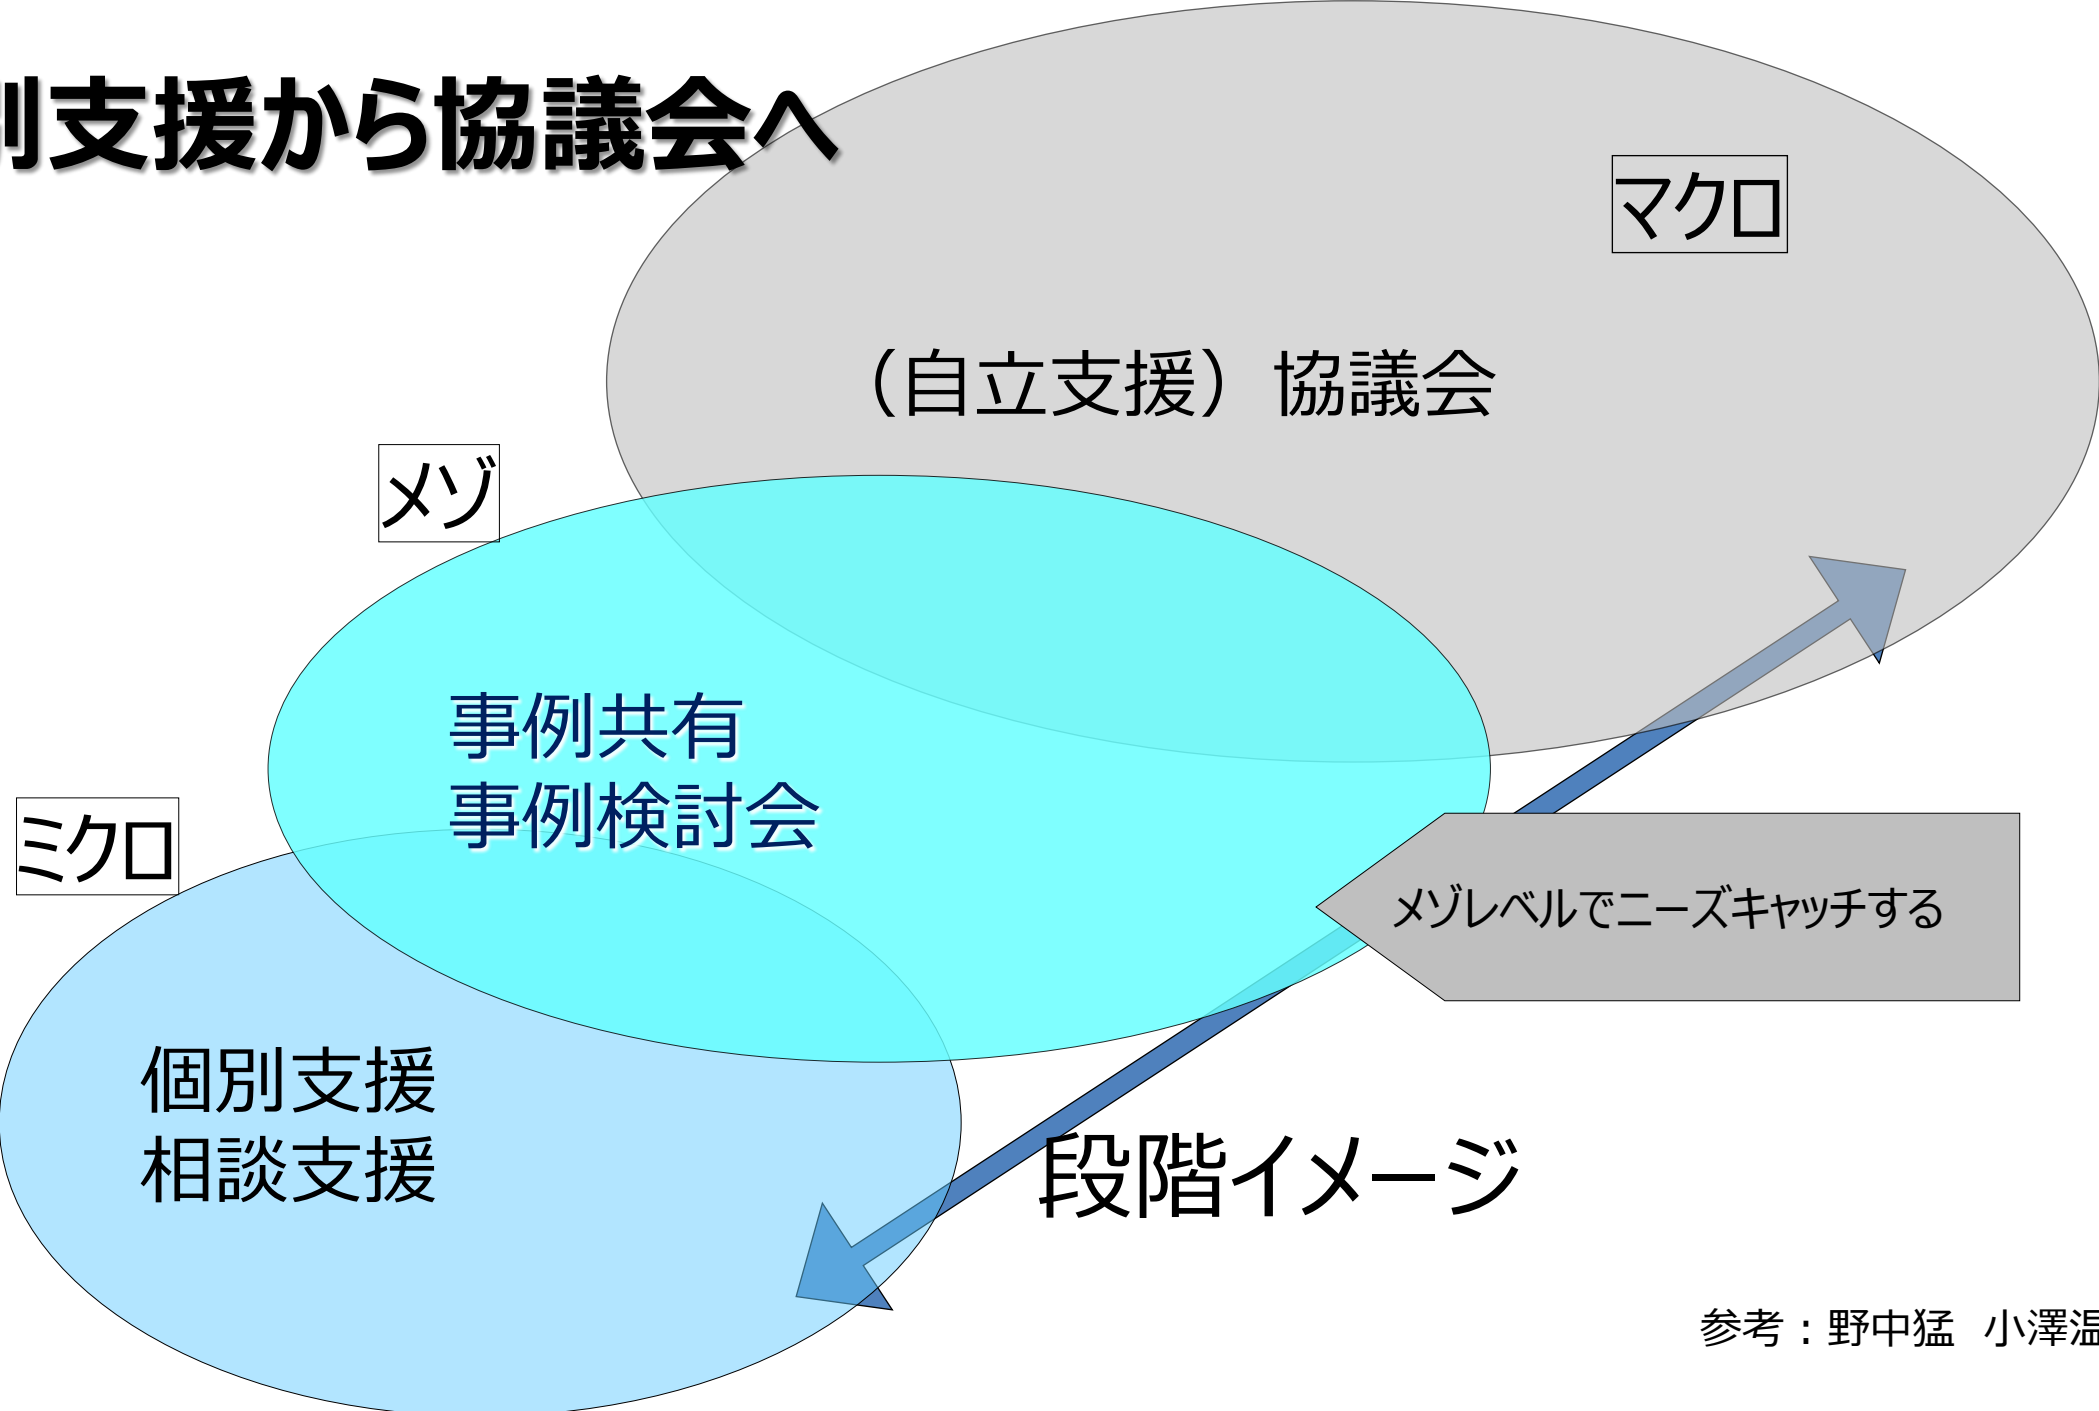 別支援から協議会へ
マクロ
（自立支援）協議会
メゾ
事例共有
事例検討会
ミクロ
メゾレベルでニーズキャッチする
個別支援
相談支援
段階イメージ
参考：野中猛　小澤温